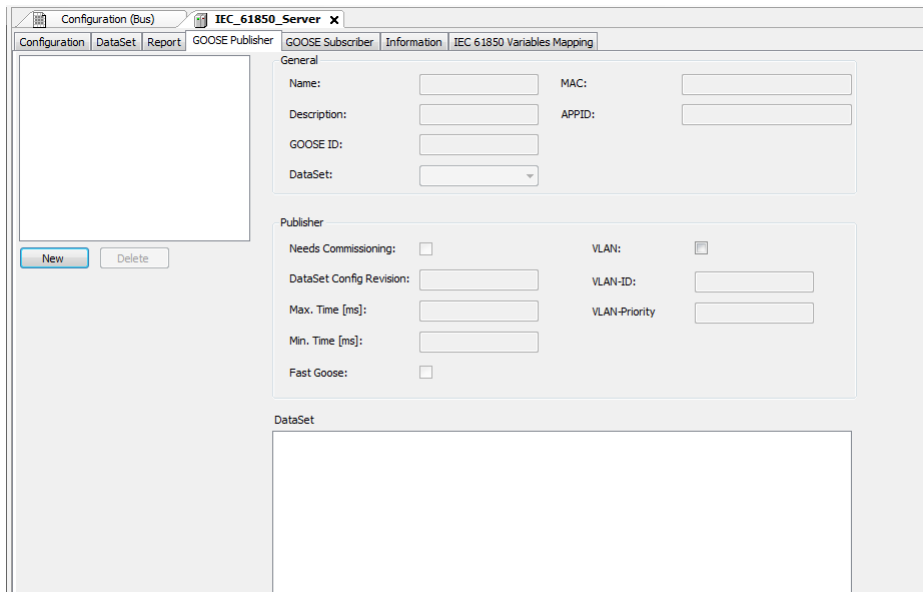 Configuration (Bus) IEC_61850_Server X
Configuration DataSet Report GOOSE Publisher GOOSE Subscriber Information IEC 61850 Variables Mapping
General
Name: MAC:
Description: APPID:
GOOSE ID:
DataSet:
Publisher
Needs Commissioning: VLAN:
New Delete
DataSet Config Revision: VLAN-ID:
Max. Time [ms]: VLAN-Priority
Min. Time [ms]:
Fast Goose:
DataSet